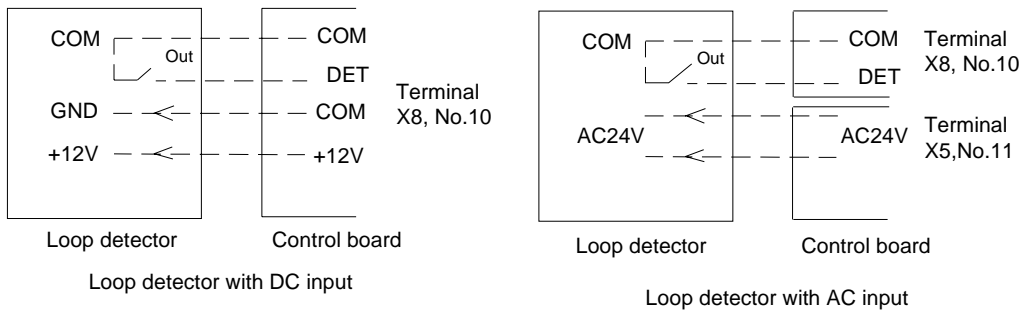 COM
Out
GND
+12V
COM
DET
COM
+12V
Terminal
X8, No.10
Loop detector
Control board
Loop detector with DC input
COM
Out
AC24V
COM
DET
AC24V
Terminal
X8, No.10
Terminal
X5,No.11
Loop detector
Control board
Loop detector with AC input